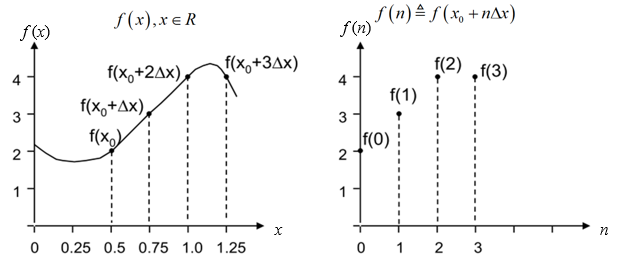 f(x), x ∈ R
f(x)
4
3
2
1
f(x₀+2Δx)
f(x₀+3Δx)
f(x₀+Δx)
f(x₀)
0 0.25 0.5 0.75 1.0 1.25
x
f(n) ≜ f(x₀ + nΔx)
f(n)
4
3
2
1
f(2)
f(3)
f(1)
f(0)
0 1 2 3
n